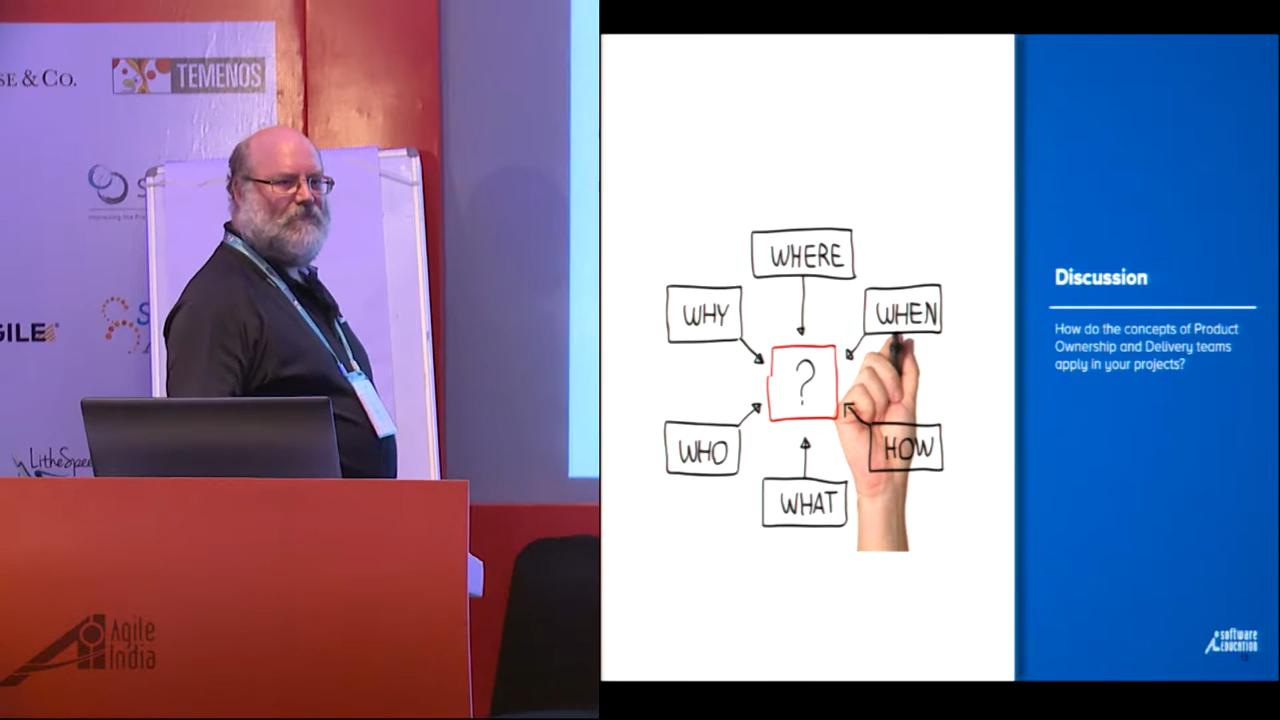 SE & CO.
TEMENOS
GILE
LitheSpee
Agile
India
WHERE
WHY
WHEN
?
WHO
HOW
WHAT
Discussion
How do the concepts of Product
Ownership and Delivery teams
apply in your projects?
software
EDUCATION